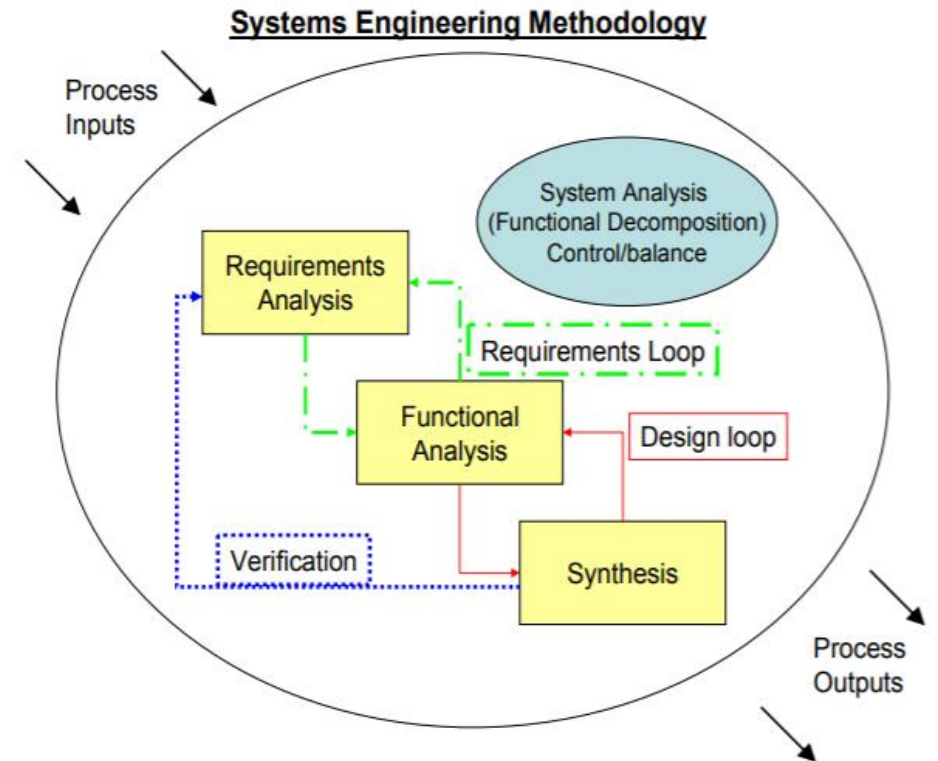 Systems Engineering Methodology
Process
Inputs
System Analysis
(Functional Decomposition)
Control/balance
Requirements
Analysis
Requirements Loop
Functional
Analysis
Design loop
Verification
Synthesis
Process
Outputs